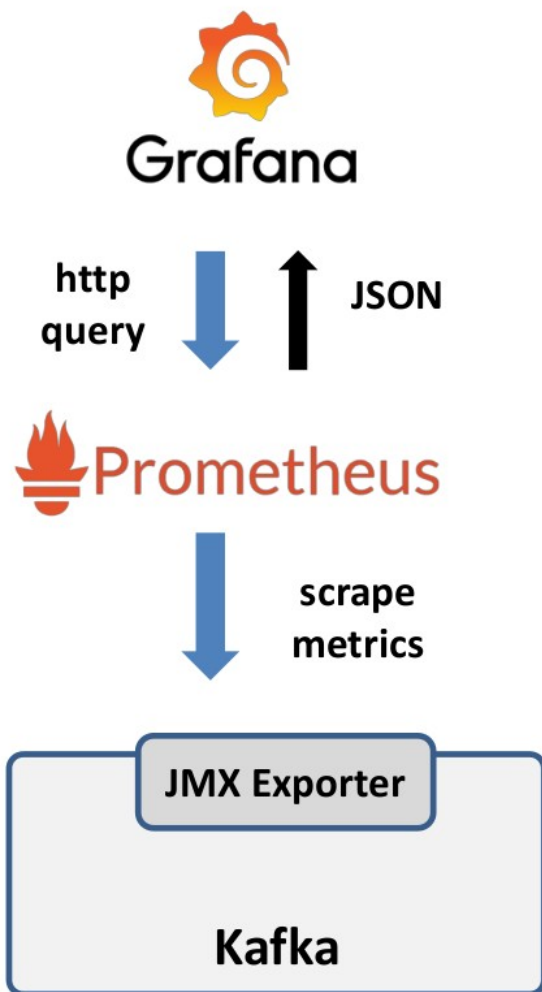 Grafana
http
query
JSON
Prometheus
scrape
metrics
JMX Exporter
Kafka